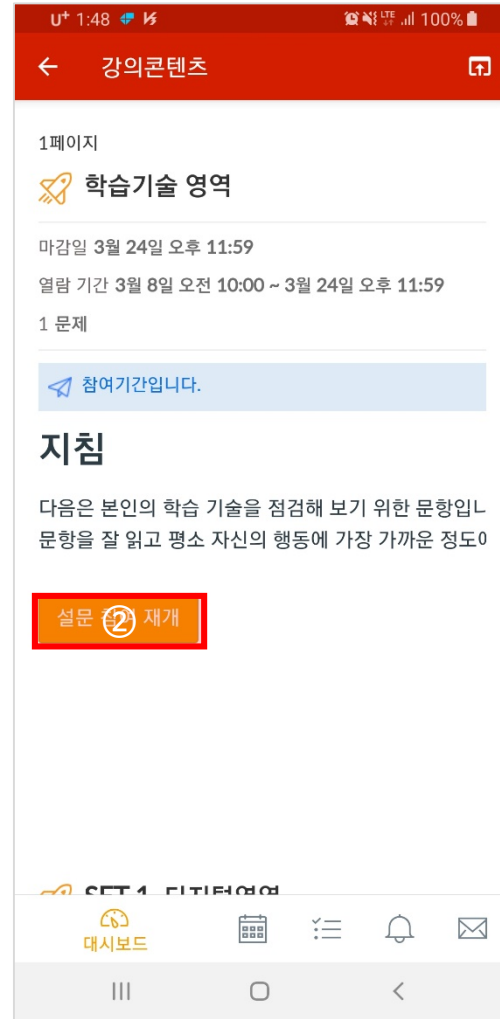 U+ 1:48 LTE 100%
강의콘텐츠
1페이지
학습기술 영역
마감일 3월 24일 오후 11:59
열람 기간 3월 8일 오전 10:00 ~ 3월 24일 오후 11:59
1 문제
참여기간입니다.
지침
다음은 본인의 학습 기술을 점검해 보기 위한 문항입니
문항을 잘 읽고 평소 자신의 행동에 가장 가까운 정도
설문 ② 재개
대시보드